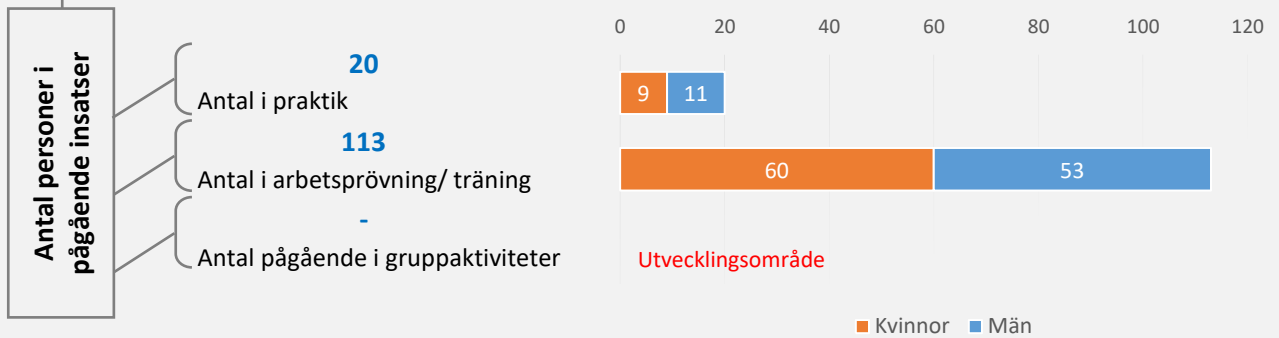 Antal personer i
pågående insatser
20
Antal i praktik
113
Antal i arbetsprövning/ träning
-
Antal pågående i gruppaktiviteter
0 20 40 60 80 100 120
9 11
60 53
Utvecklingsområde
Kvinnor Män